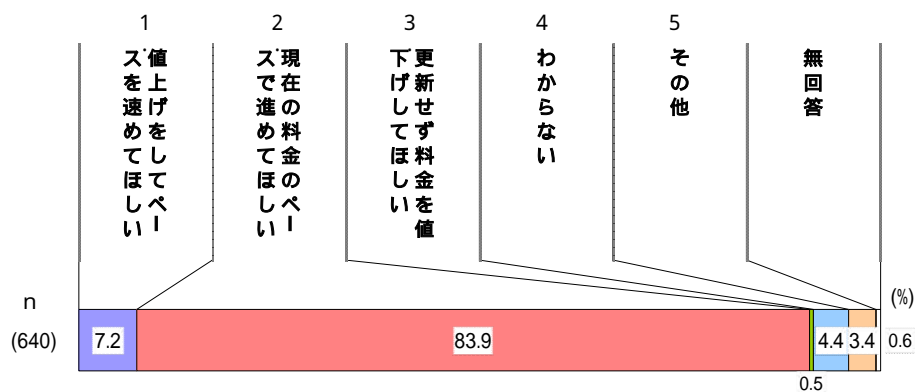 1 2 3 4 5
値上げをしてペー
スを速めてほしい
現在の料金のペー
スで進めてほしい
更新せず料金を値
下げしてほしい
わからない
その他
無回答
n
(%)
(640)
7.2 83.9 4.4 3.4 0.6
0.5